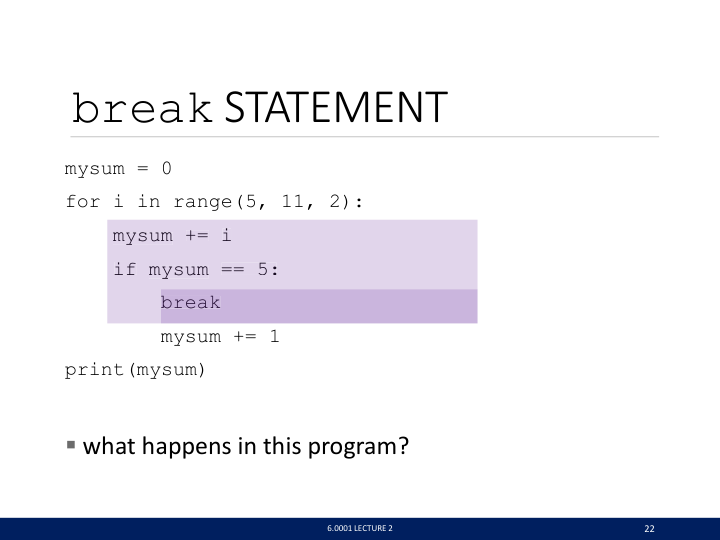 break STATEMENT
mysum = 0
for i in range(5, 11, 2):
    mysum += i
    if mysum == 5:
        break
        mysum += 1
print(mysum)
▪ what happens in this program?
6.0001 LECTURE 2
22